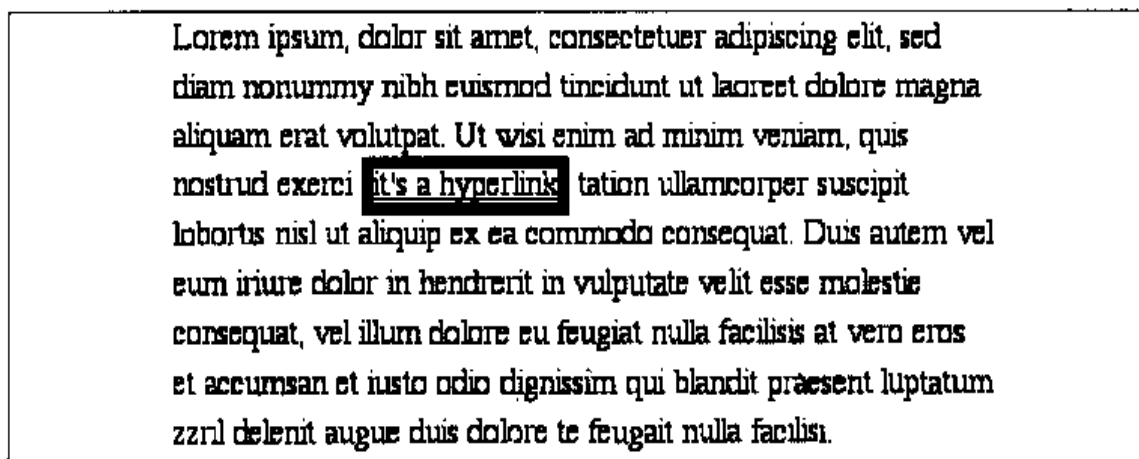 Lorem ipsum, dolor sit amet, consectetuer adipiscing elit, sed
diam nonummy nibh euismod tincidunt ut laoreet dolore magna
aliquam erat volutpat. Ut wisi enim ad minim veniam, quis
nostrud exerci it's a hyperlink tation ullamcorper suscipit
lobortis nisl ut aliquip ex ea commodo consequat. Duis autem vel
eum iriure dolor in hendrerit in vulputate velit esse molestie
consequat, vel illum dolore eu feugiat nulla facilisis at vero eros
et accumsan et iusto odio dignissim qui blandit praesent luptatum
zzril delenit augue duis dolore te feugait nulla facilisi.